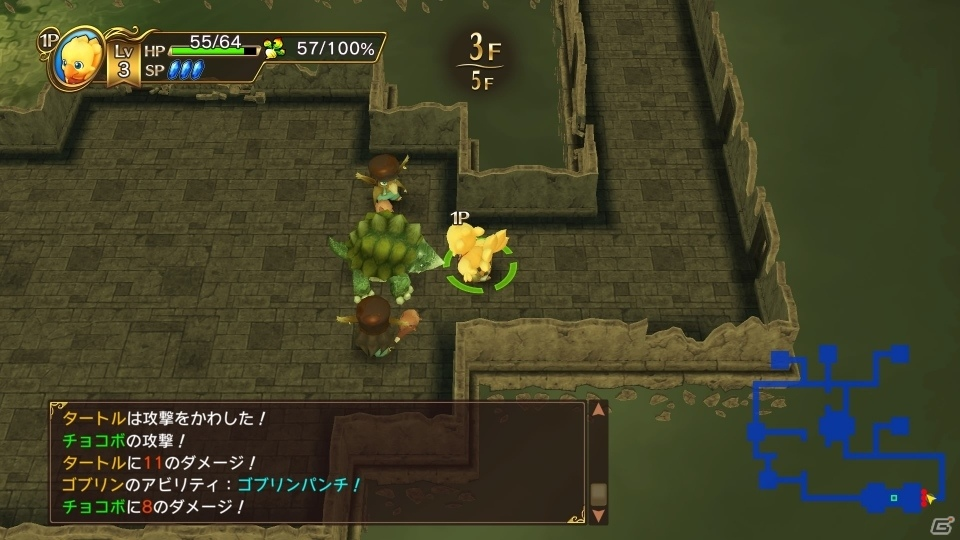 1P
Lv
3
HP 55/64
SP
57/100%
3F
5F
1P
タートルは攻撃をかわした!
チョコボの攻撃!
タートルに11のダメージ!
ゴブリンのアビリティ:ゴブリンパンチ!
チョコボに8のダメージ!
G